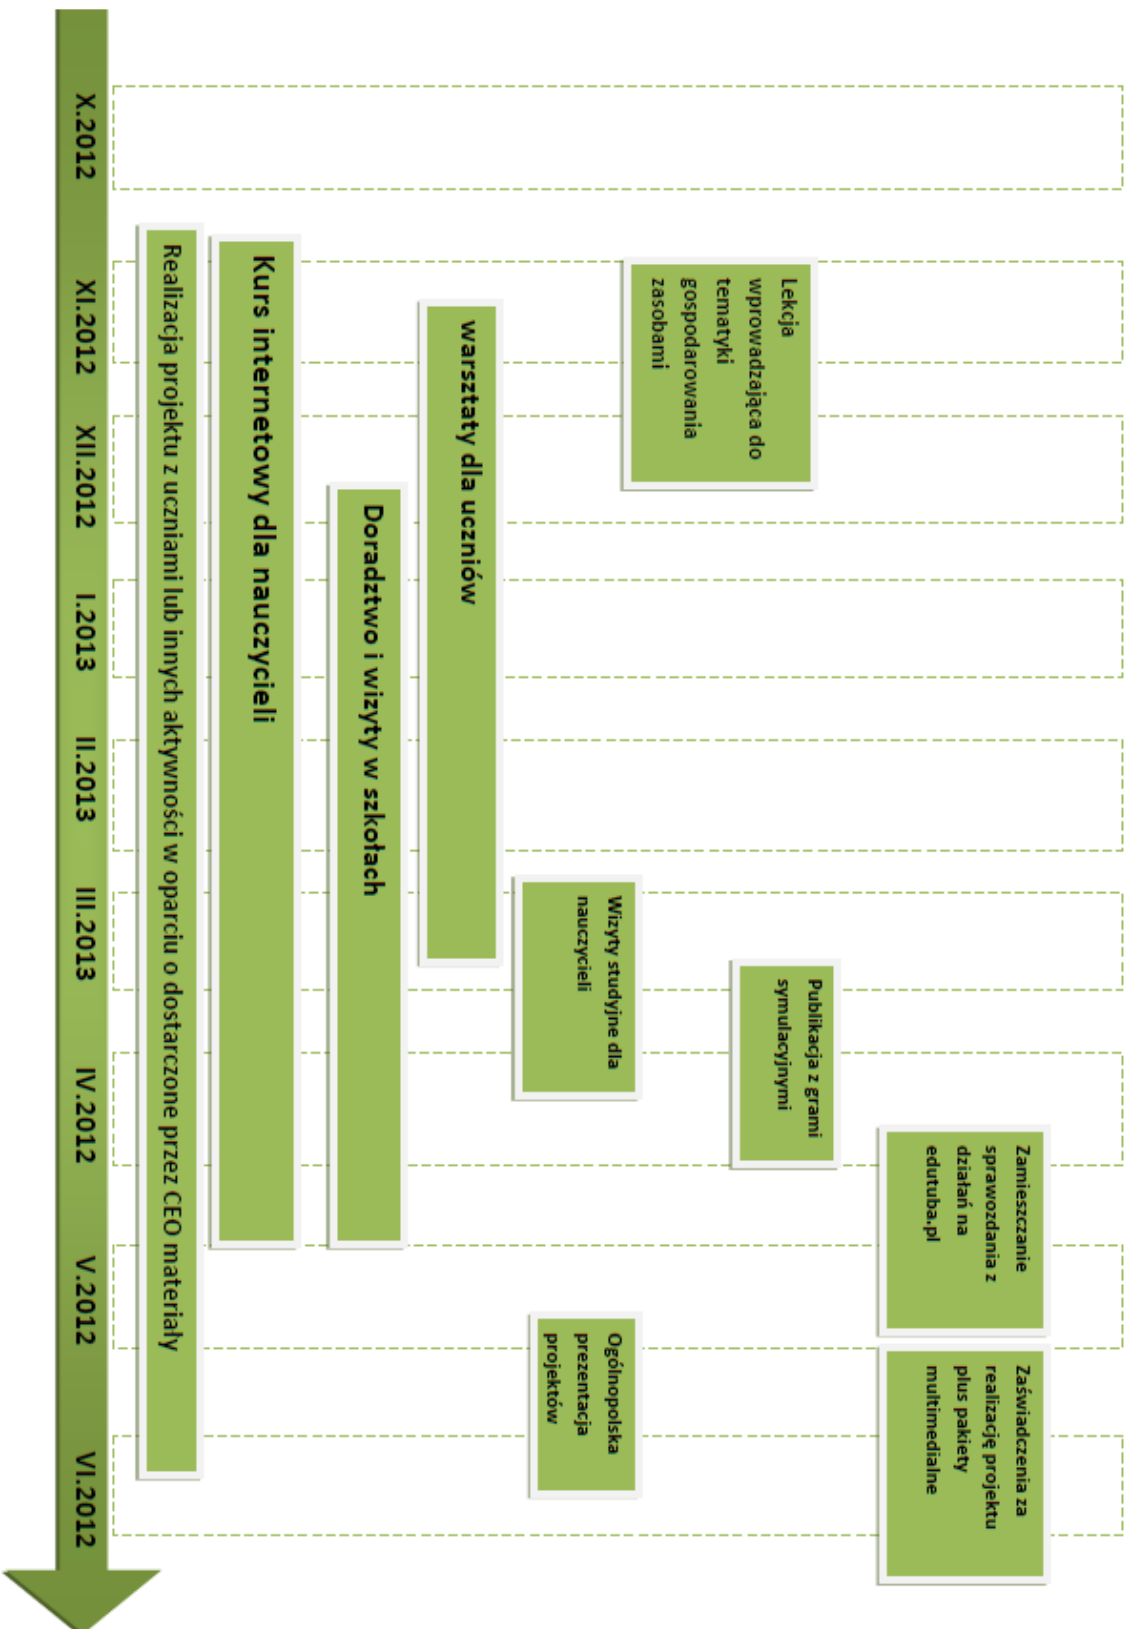 Lekcja
wprowadzająca do
tematyki
gospodarowania
zasobami
Publikacja z grami
symulacyjnymi
Zamieszczanie
sprawozdania z
działań na
edutuba.pl
Zaświadczenia za
realizację projektu
plus pakiety
multimedialne
Wizyty studyjne dla
nauczycieli
Ogólnopolska
prezentacja
projektów
warsztaty dla uczniów
Doradztwo i wizyty w szkołach
Kurs internetowy dla nauczycieli
Realizacja projektu z uczniami lub innych aktywności w oparciu o dostarczone przez CEO materiały
X.2012 XI.2012 XII.2012 I.2013 II.2013 III.2013 IV.2012 V.2012 VI.2012